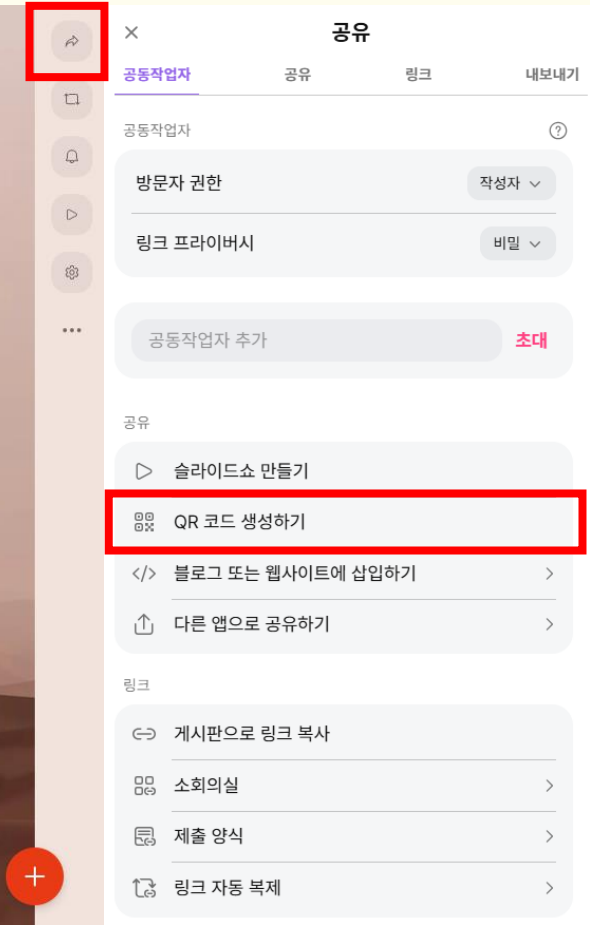 공유
공동작업자 공유 링크 내보내기
공동작업자
방문자 권한 작성자
링크 프라이버시 비밀
공동작업자 추가 초대
공유
슬라이드쇼 만들기
QR 코드 생성하기
블로그 또는 웹사이트에 삽입하기
다른 앱으로 공유하기
링크
게시판으로 링크 복사
소회의실
제출 양식
링크 자동 복제